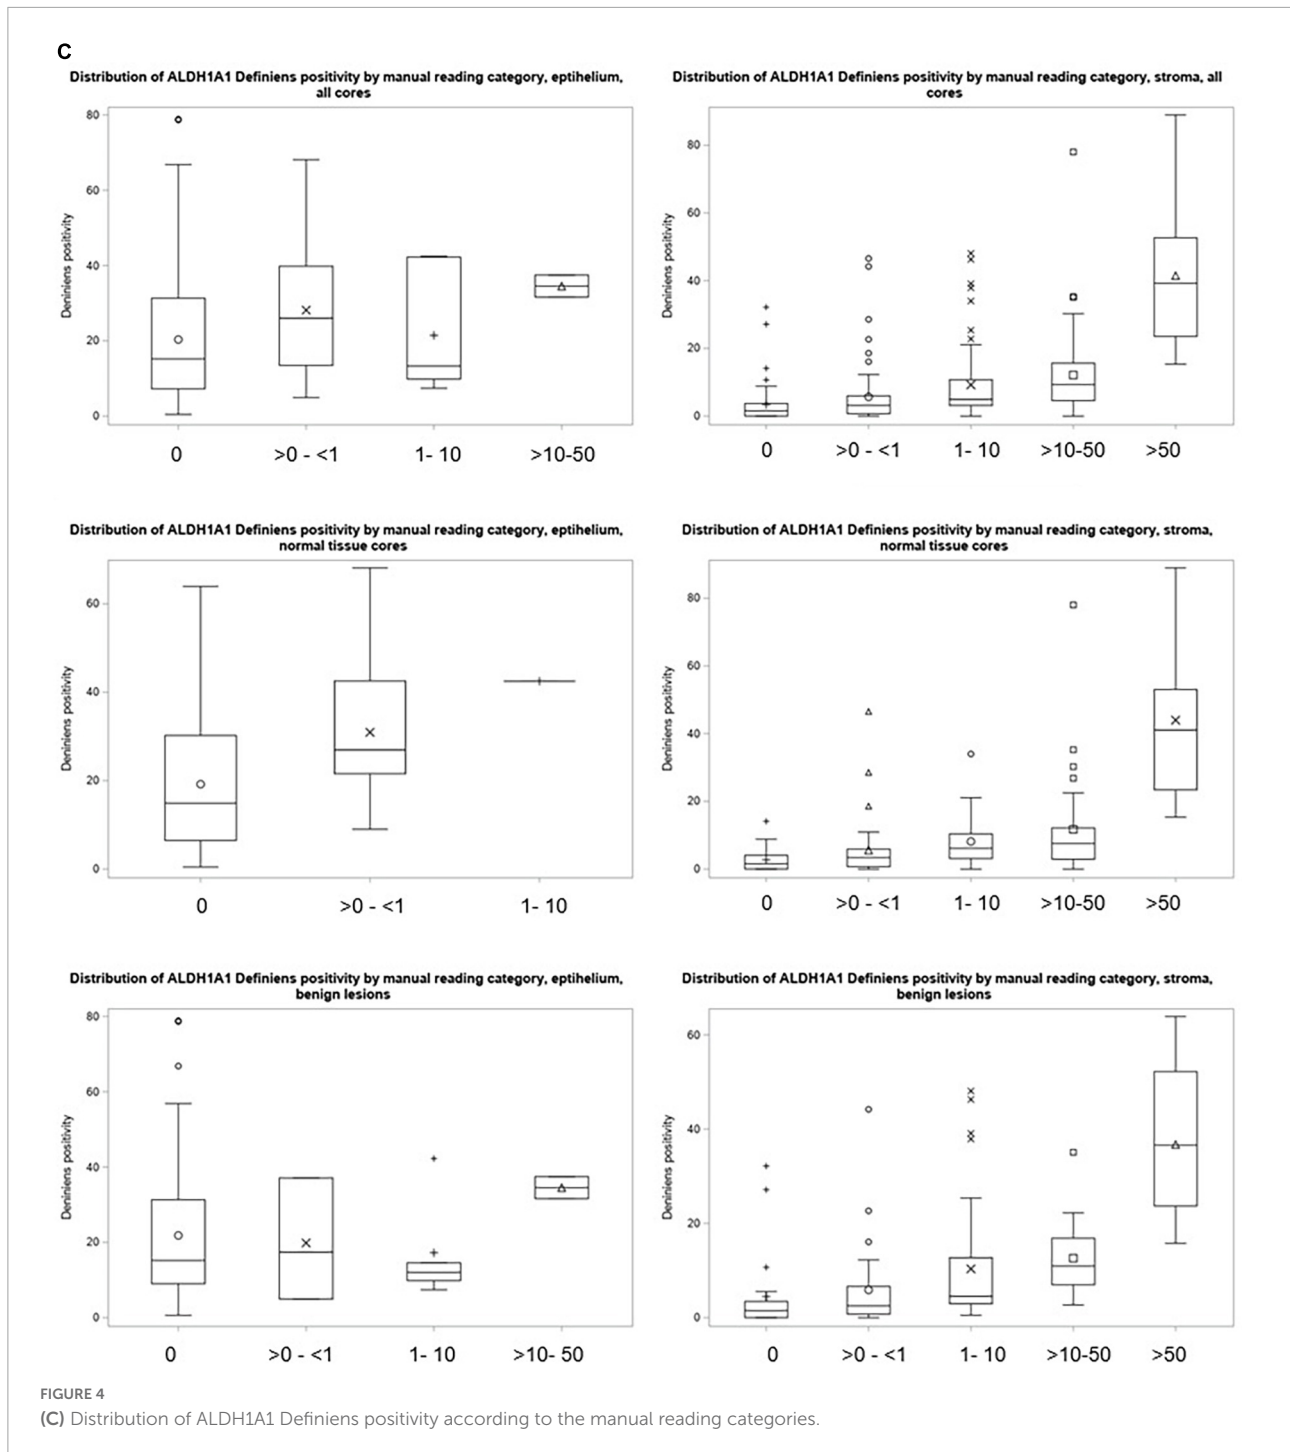 C
Distribution of ALDH1A1 Definiens positivity by manual reading category, eptihelium,
all cores
Deniniens positivity
80
60
40
20
0
0
>0 - <1
1- 10
>10-50
Distribution of ALDH1A1 Definiens positivity by manual reading category, stroma, all
cores
Deniniens positivity
80
60
40
20
0
0
>0 - <1
1- 10
>10-50
>50
Distribution of ALDH1A1 Definiens positivity by manual reading category, eptihelium,
normal tissue cores
Deniniens positivity
60
40
20
0
0
>0 - <1
1- 10
Distribution of ALDH1A1 Definiens positivity by manual reading category, stroma,
normal tissue cores
Deniniens positivity
80
60
40
20
0
0
>0 - <1
1- 10
>10-50
>50
Distribution of ALDH1A1 Definiens positivity by manual reading category, eptihelium,
benign lesions
Deniniens positivity
80
60
40
20
0
0
>0 - <1
1- 10
>10- 50
Distribution of ALDH1A1 Definiens positivity by manual reading category, stroma,
benign lesions
Deniniens positivity
60
40
20
0
0
>0 - <1
1- 10
>10-50
>50
FIGURE 4
(C) Distribution of ALDH1A1 Definiens positivity according to the manual reading categories.